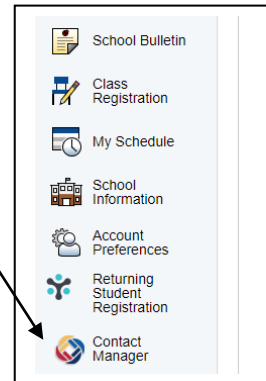 School Bulletin
Class
Registration
My Schedule
School
Information
Account
Preferences
Returning
Student
Registration
Contact
Manager